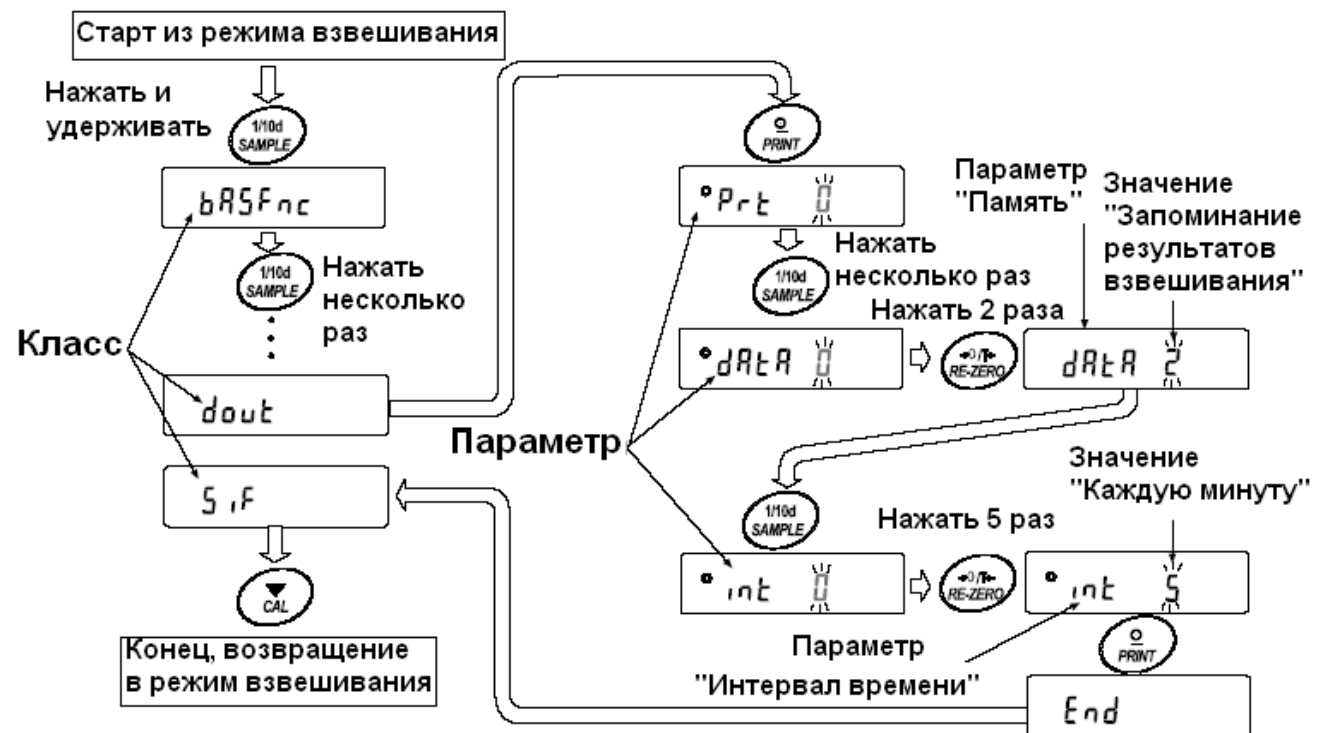 Старт из режима взвешивания
Нажать и
удерживать
1/10d
SAMPLE
bASFnc
1/10d
SAMPLE
Нажать
несколько
раз
Класс
dout
S iF
CAL
Конец, возвращение
в режим взвешивания
PRINT
Prt 0
1/10d
SAMPLE
Нажать
несколько раз
Нажать 2 раза
dAtA 0
→0/T←
RE-ZERO
Параметр
"Память"
Значение
"Запоминание
результатов
взвешивания"
dAtA 2
Параметр
1/10d
SAMPLE
Нажать 5 раз
int 0
→0/T←
RE-ZERO
Значение
"Каждую минуту"
int 5
Параметр
"Интервал времени"
PRINT
End